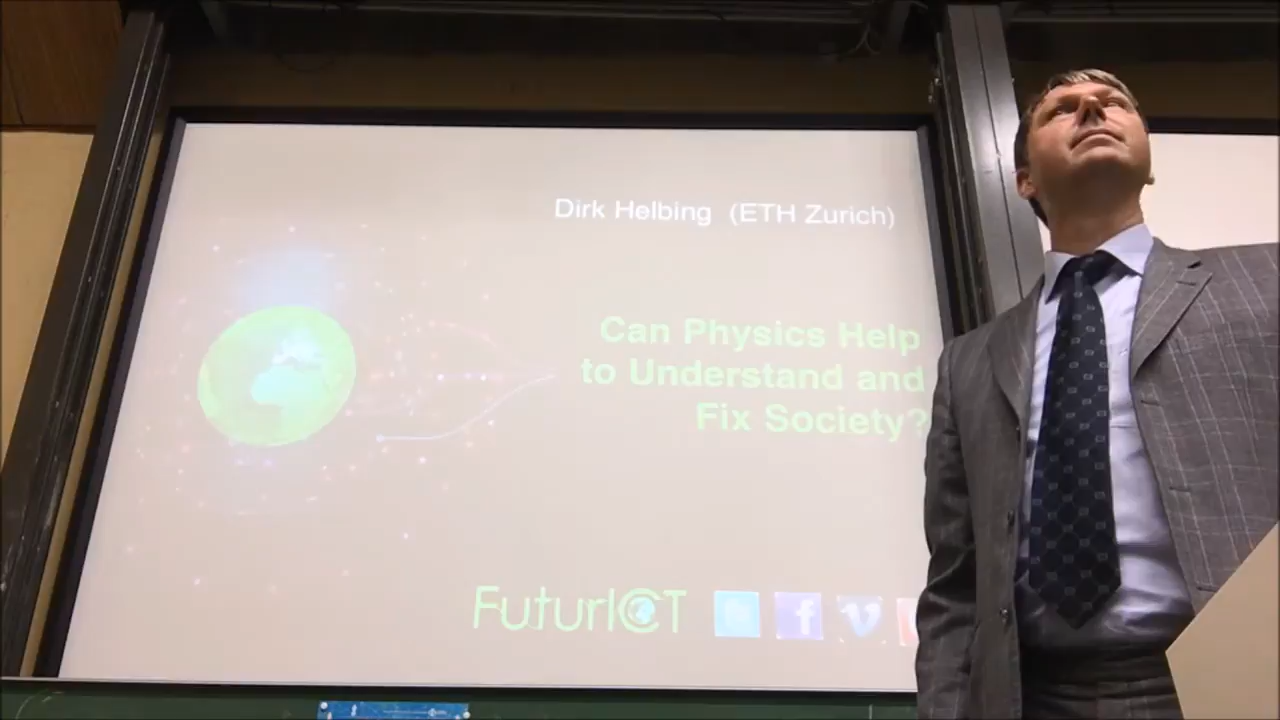 Dirk Helbing (ETH Zurich)
Can Physics Help
to Understand and
Fix Society?
FuturICT